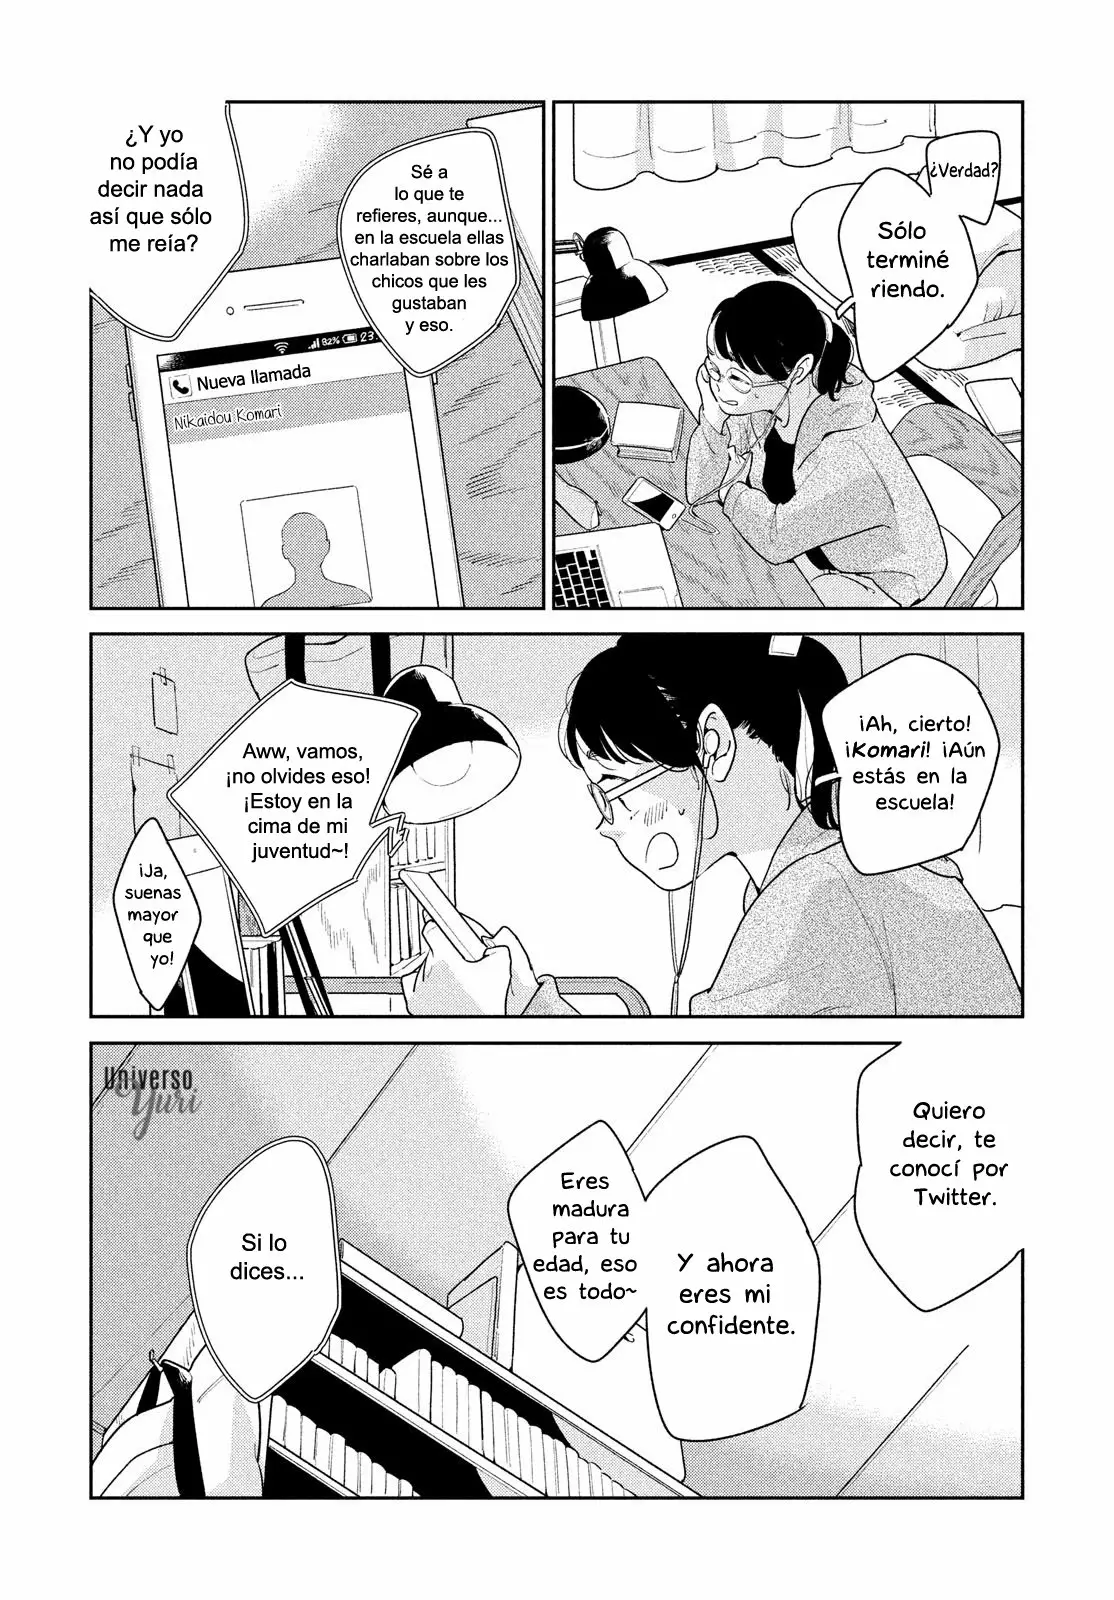 ¿Verdad?
Sólo
terminé
riendo.
Sé a
lo que te
refieres, aunque...
en la escuela ellas
charlaban sobre los
chicos que les
gustaban
y eso.
¿Y yo
no podía
decir nada
así que sólo
me reía?
82% 23:
Nueva llamada
Nikaidou Komari
¡Ah, cierto!
¡Komari! ¡Aún
estás en la
escuela!
Aww, vamos,
¡no olvides eso!
¡Estoy en la
cima de mi
juventud~!
¡Ja,
suenas
mayor
que
yo!
Quiero
decir, te
conocí por
Twitter.
Y ahora
eres mi
confidente.
Eres
madura
para tu
edad, eso
es todo~
Si lo
dices...
Universo
Yuri